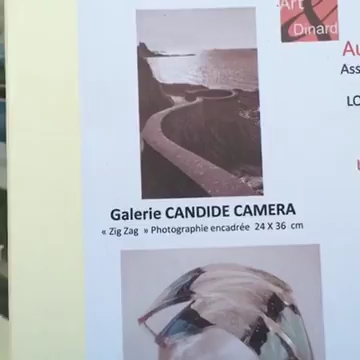 Art
Dinard
Au
Ass
LO
Galerie CANDIDE CAMERA
« Zig Zag » Photographie encadrée 24 X 36 cm